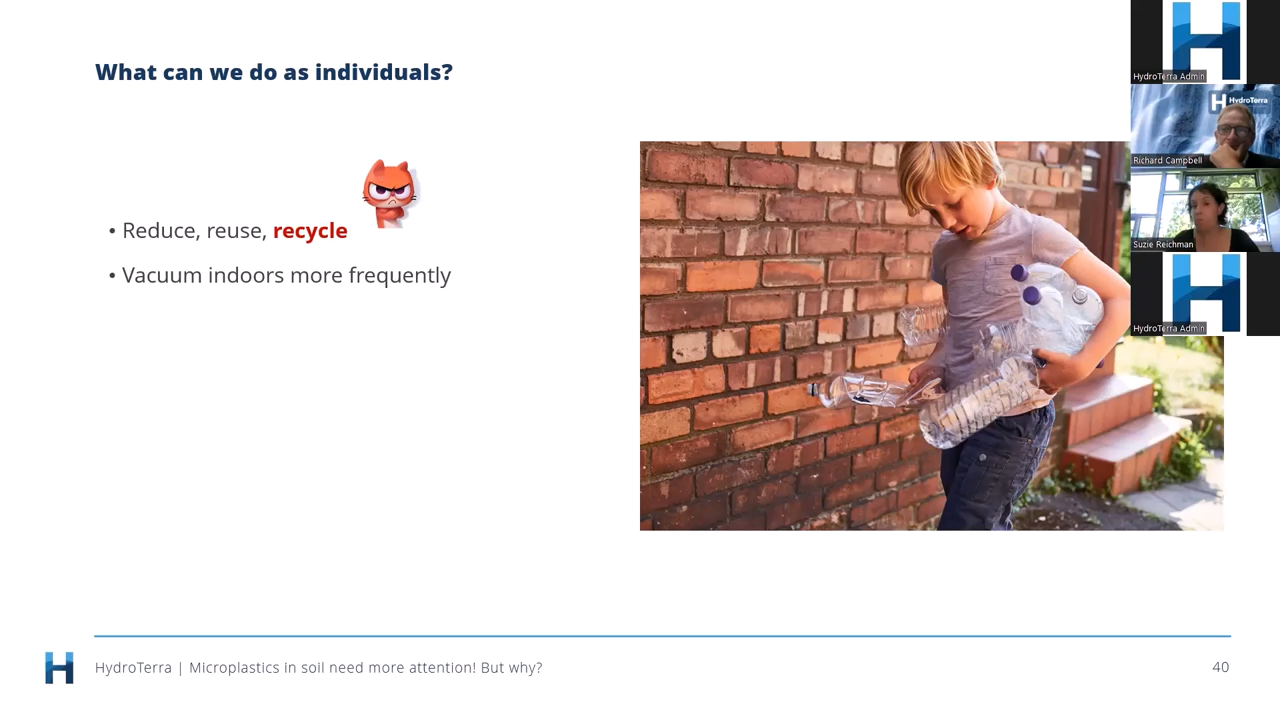 What can we do as individuals?
• Reduce, reuse, recycle
• Vacuum indoors more frequently
HydroTerra Admin
HydroTerra
Richard Campbell
Suzie Reichman
HydroTerra Admin
HydroTerra | Microplastics in soil need more attention! But why?
40